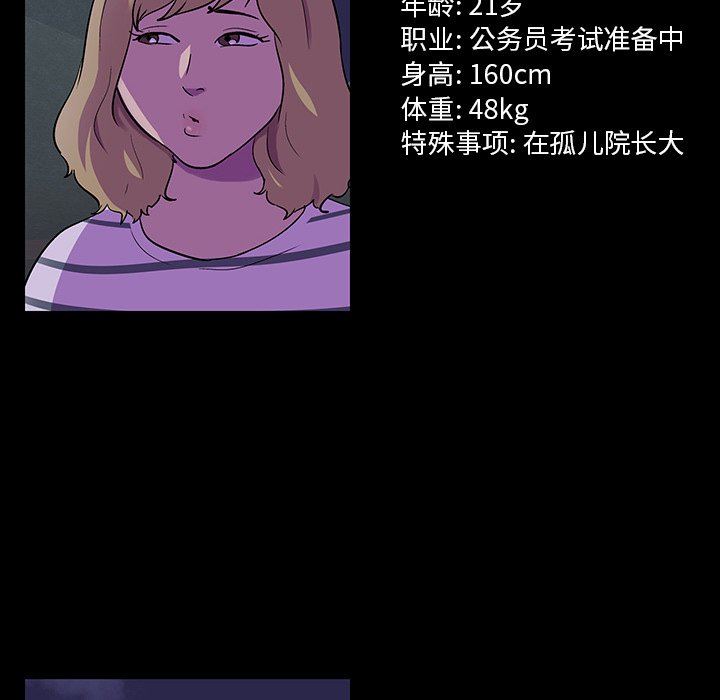 年龄: 21岁
职业: 公务员考试准备中
身高: 160cm
体重: 48kg
特殊事项: 在孤儿院长大